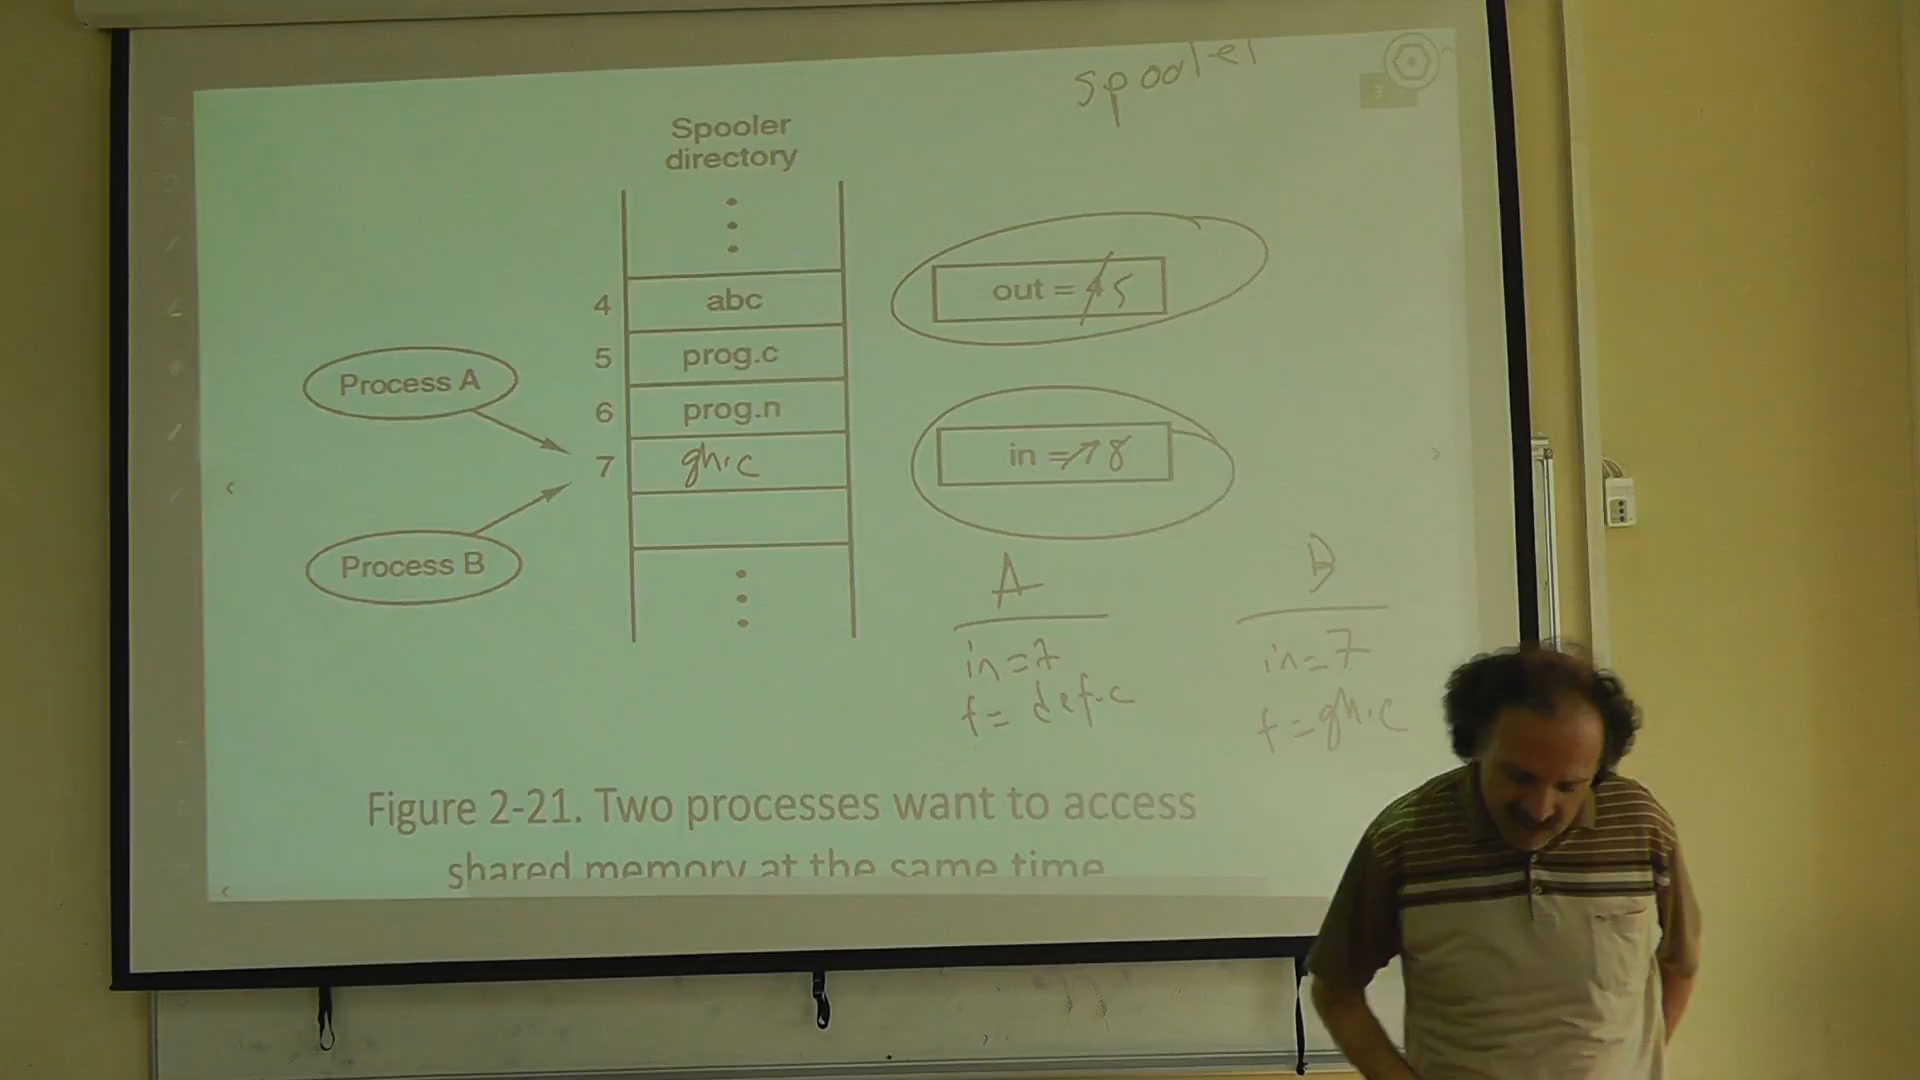 spooler
3
Spooler
directory
4 abc
5 prog.c
6 prog.n
7 gh.c
out = 4 5
in = 7 8
Process A
Process B
A
in=7
f= def.c
B
in=7
f=gh.c
Figure 2-21. Two processes want to access
shared memory at the same time